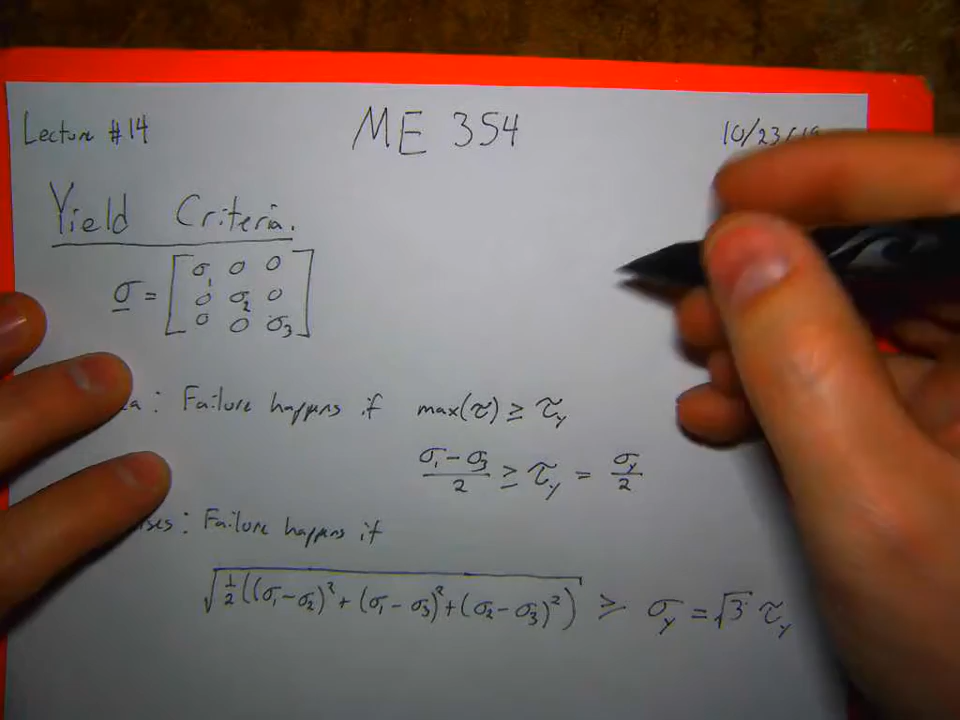 Lecture #14 ME 354
Yield Criteria.
σ = [σ₁ 0 0
0 σ₂ 0
0 0 σ₃]
: Failure happens if max(τ) ≥ τy
(σ₁ - σ₃)/2 ≥ τy = σy/2
: Failure happens if
√(½((σ₁-σ₂)² + (σ₁-σ₃)² + (σ₂-σ₃)²)) ≥ σy = √3 τy